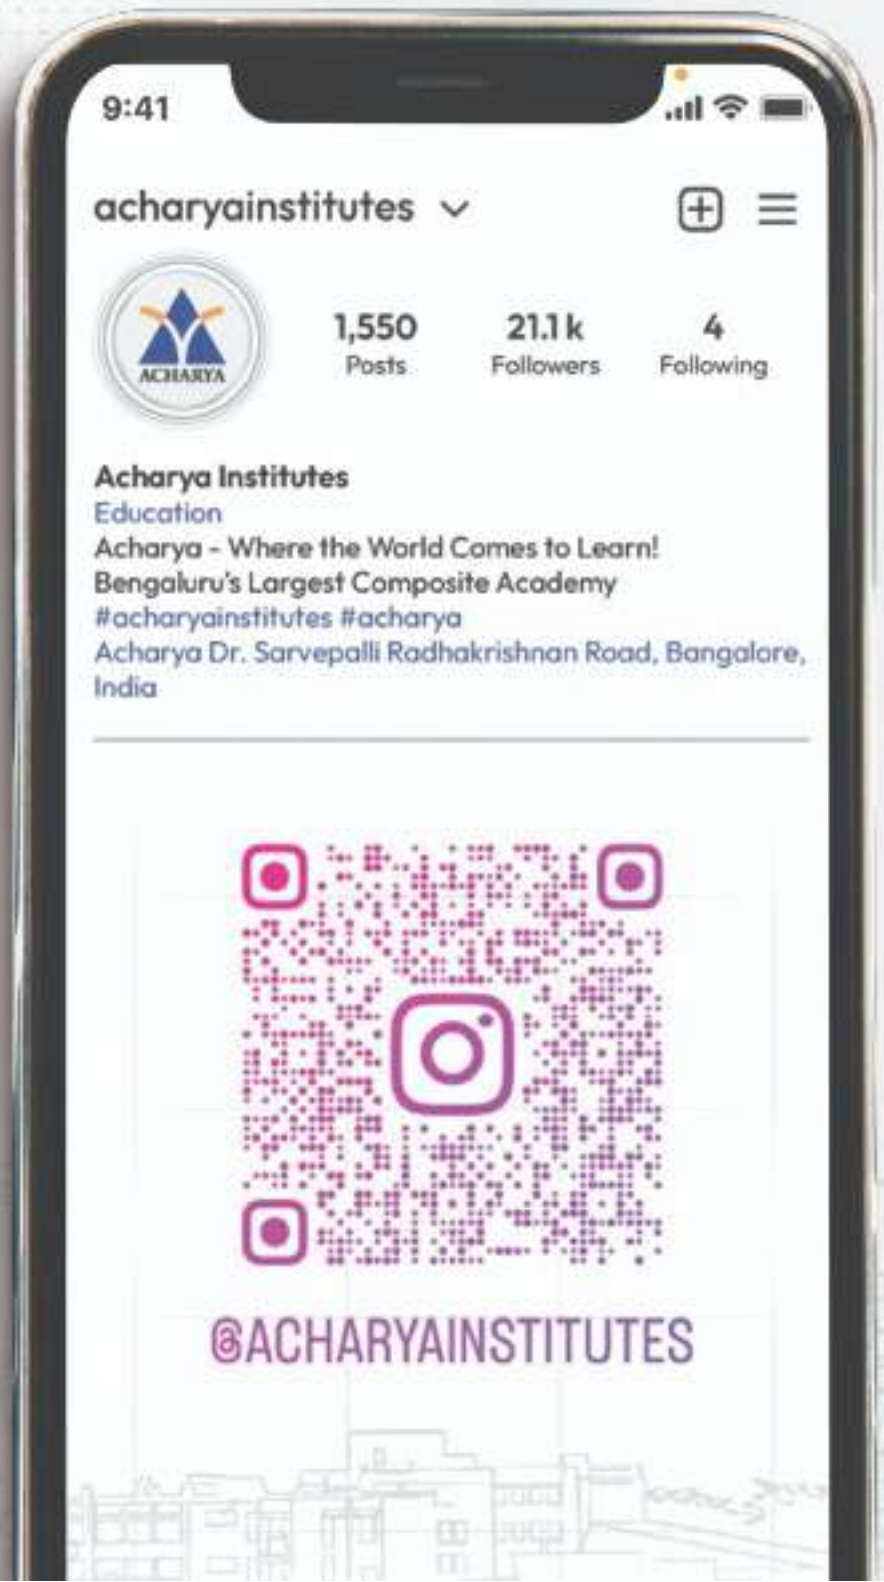 9:41
acharyainstitutes
ACHARYA
1,550 21.1 k 4
Posts Followers Following
Acharya Institutes
Education
Acharya - Where the World Comes to Learn!
Bengaluru's Largest Composite Academy
#acharyainstitutes #acharya
Acharya Dr. Sarvepalli Radhakrishnan Road, Bangalore,
India
@ACHARYAINSTITUTES